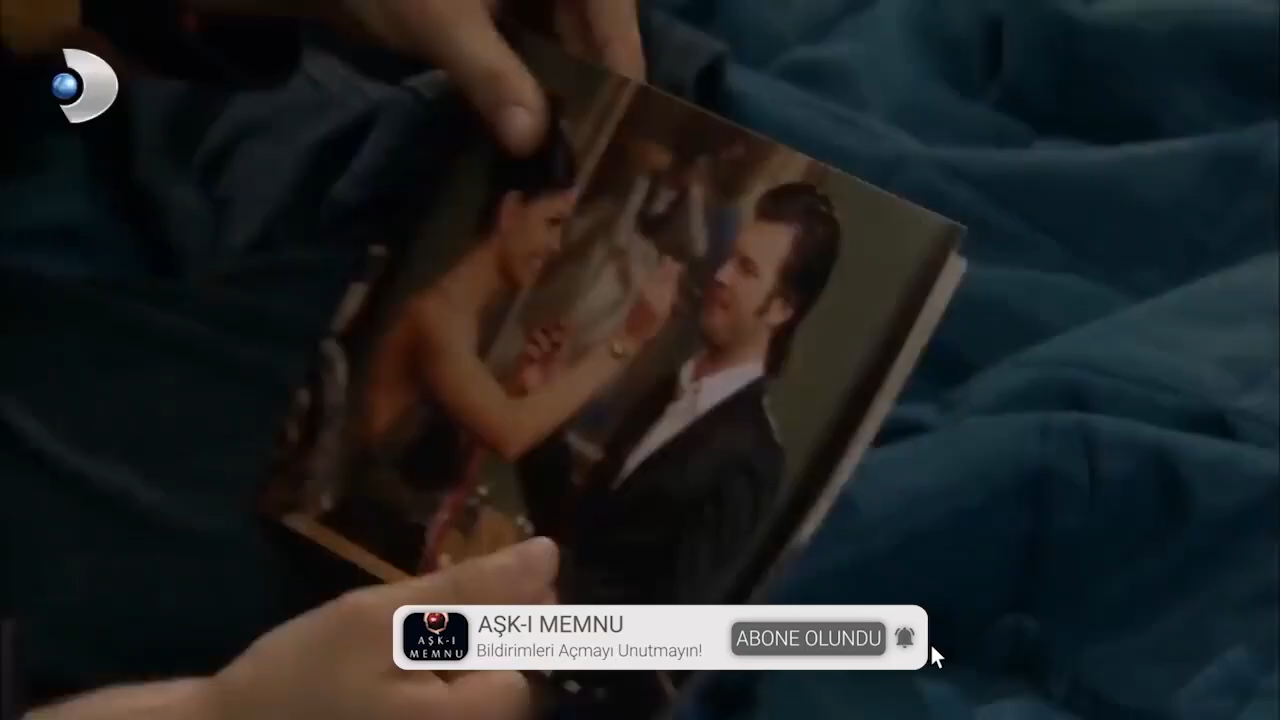 AŞK-I MEMNU
Bildirimleri Açmayı Unutmayın!
ABONE OLUNDU
AŞK-I
MEMNU